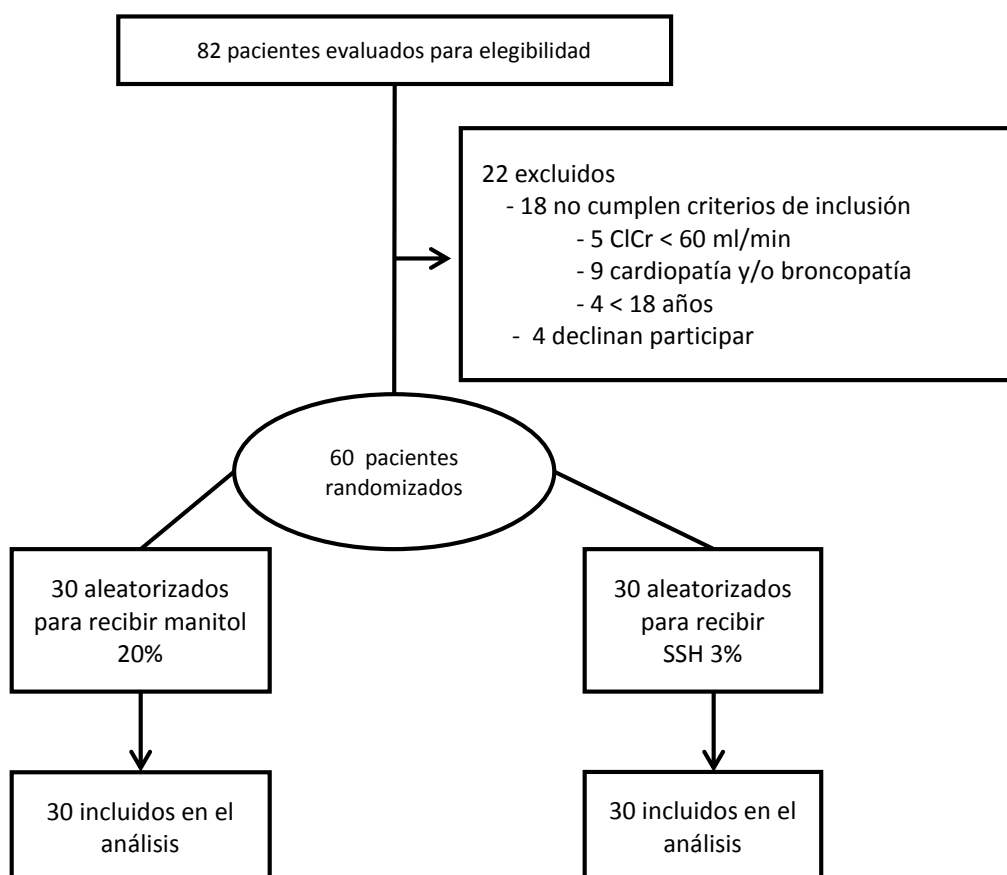 82 pacientes evaluados para elegibilidad
22 excluidos
- 18 no cumplen criterios de inclusión
- 5 ClCr < 60 ml/min
- 9 cardiopatía y/o broncopatía
- 4 < 18 años
- 4 declinan participar
60 pacientes
randomizados
30 aleatorizados
para recibir manitol
20%
30 aleatorizados
para recibir
SSH 3%
30 incluidos en el
análisis
30 incluidos en el
análisis